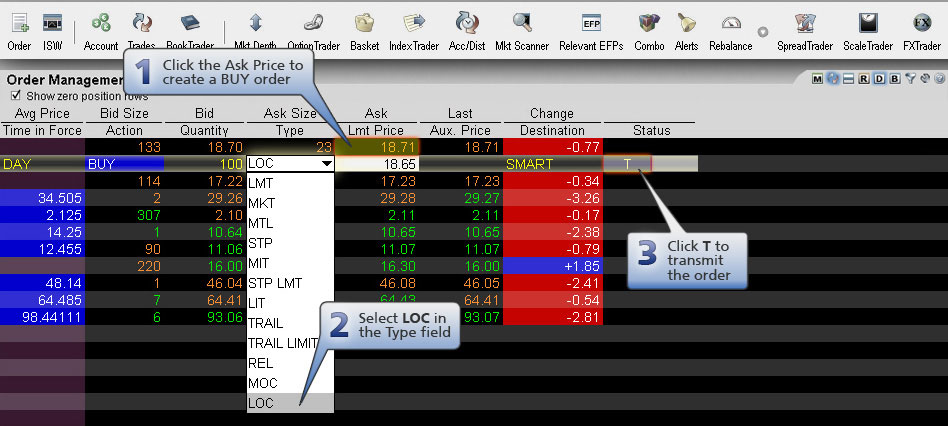 Order ISW Account Trades BookTrader Mkt Depth OptionTrader Basket IndexTrader Acc/Dist Mkt Scanner Relevant EFPs Combo Alerts Rebalance SpreadTrader ScaleTrader FXTrader
EFP
FX
1 Click the Ask Price to
create a BUY order
Order Managemen
M R D B
Show zero position rows
Avg Price Bid Size Bid Ask Size Ask Last Change
Time in Force Action Quantity Type Lmt Price Aux. Price Destination Status
133 18.70 23 18.71 18.71 -0.77
DAY BUY 100 LOC 18.65 SMART T
114 17.22 17.23 17.23 -0.34
34.505 2 29.26 29.28 29.27 -3.26
2.125 307 2.10 2.11 2.11 -0.17
14.25 1 10.64 10.65 10.65 -2.38
12.455 90 11.06 11.07 11.07 -0.79
220 16.00 16.30 16.00 +1.85
48.14 1 46.04 46.08 46.05 -2.41
64.485 7 64.41 64.43 64.41 -0.54
98.44111 6 93.06 93.07 -2.81
LMT
MKT
MTL
STP
MIT
STP LMT
LIT
TRAIL
TRAIL LIMIT
REL
MOC
LOC
2 Select LOC in
the Type field
3 Click T to
transmit
the order